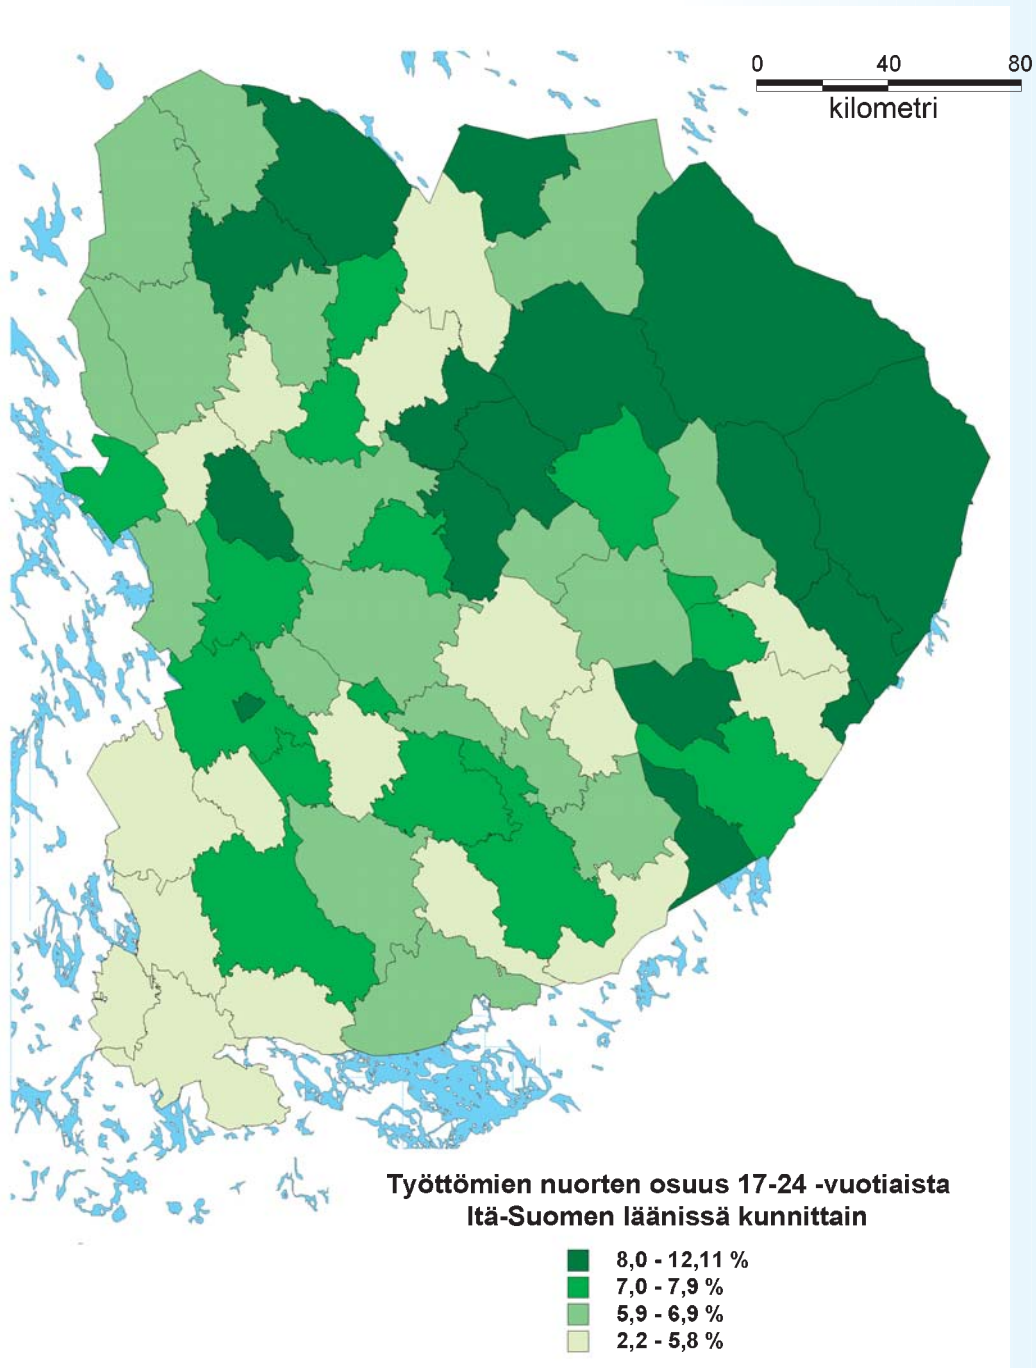 0 40 80
kilometri
Työttömien nuorten osuus 17-24 -vuotiaista
Itä-Suomen läänissä kunnittain
8,0 - 12,11 %
7,0 - 7,9 %
5,9 - 6,9 %
2,2 - 5,8 %